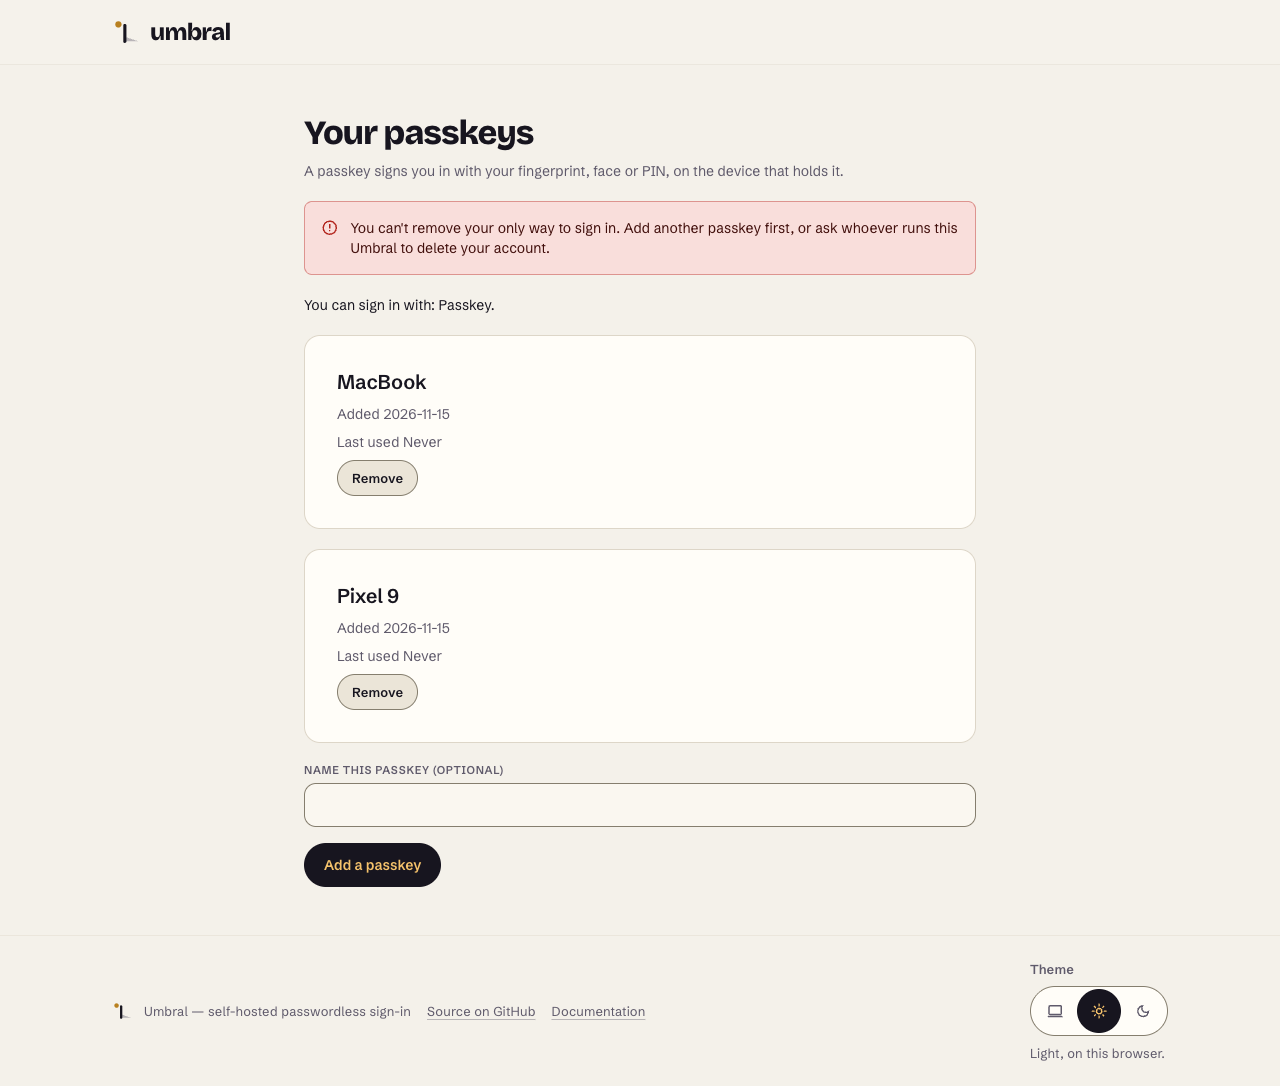 umbral
Your passkeys
A passkey signs you in with your fingerprint, face or PIN, on the device that holds it.
You can't remove your only way to sign in. Add another passkey first, or ask whoever runs this
Umbral to delete your account.
You can sign in with: Passkey.
MacBook
Added 2026-11-15
Last used Never
Remove
Pixel 9
Added 2026-11-15
Last used Never
Remove
NAME THIS PASSKEY (OPTIONAL)
Add a passkey
Theme
Umbral — self-hosted passwordless sign-in Source on GitHub Documentation
Light, on this browser.